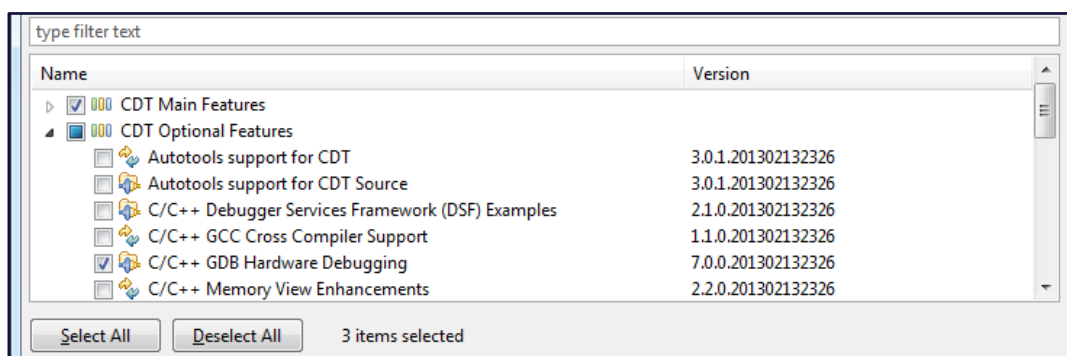 type filter text
Name Version
CDT Main Features
CDT Optional Features
Autotools support for CDT 3.0.1.201302132326
Autotools support for CDT Source 3.0.1.201302132326
C/C++ Debugger Services Framework (DSF) Examples 2.1.0.201302132326
C/C++ GCC Cross Compiler Support 1.1.0.201302132326
C/C++ GDB Hardware Debugging 7.0.0.201302132326
C/C++ Memory View Enhancements 2.2.0.201302132326
Select All Deselect All 3 items selected